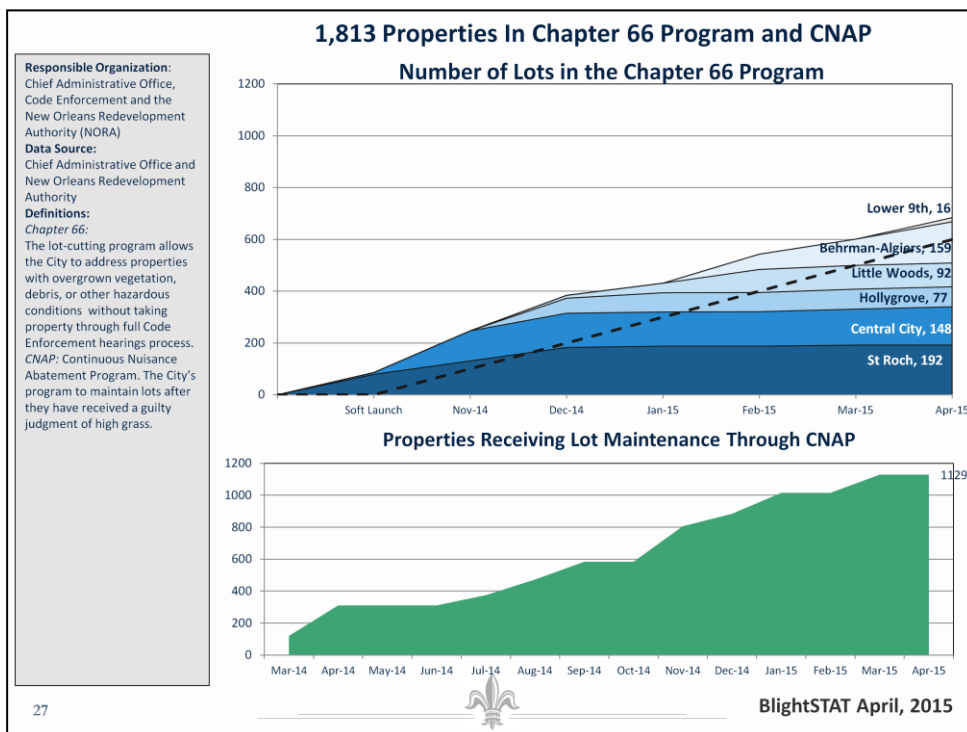 1,813 Properties In Chapter 66 Program and CNAP
Responsible Organization:
Chief Administrative Office,
Code Enforcement and the
New Orleans Redevelopment
Authority (NORA)
Data Source:
Chief Administrative Office and
New Orleans Redevelopment
Authority
Definitions:
Chapter 66:
The lot-cutting program allows
the City to address properties
with overgrown vegetation,
debris, or other hazardous
conditions without taking
property through full Code
Enforcement hearings process.
CNAP: Continuous Nuisance
Abatement Program. The City's
program to maintain lots after
they have received a guilty
judgment of high grass.
Number of Lots in the Chapter 66 Program
1200
1000
800
600
400
200
0
Lower 9th, 16
Behrman-Algiers, 159
Little Woods, 92
Hollygrove, 77
Central City, 148
St Roch, 192
Soft Launch Nov-14 Dec-14 Jan-15 Feb-15 Mar-15 Apr-15
Properties Receiving Lot Maintenance Through CNAP
1200
1000
800
600
400
200
0
1129
Mar-14 Apr-14 May-14 Jun-14 Jul-14 Aug-14 Sep-14 Oct-14 Nov-14 Dec-14 Jan-15 Feb-15 Mar-15 Apr-15
27
BlightSTAT April, 2015